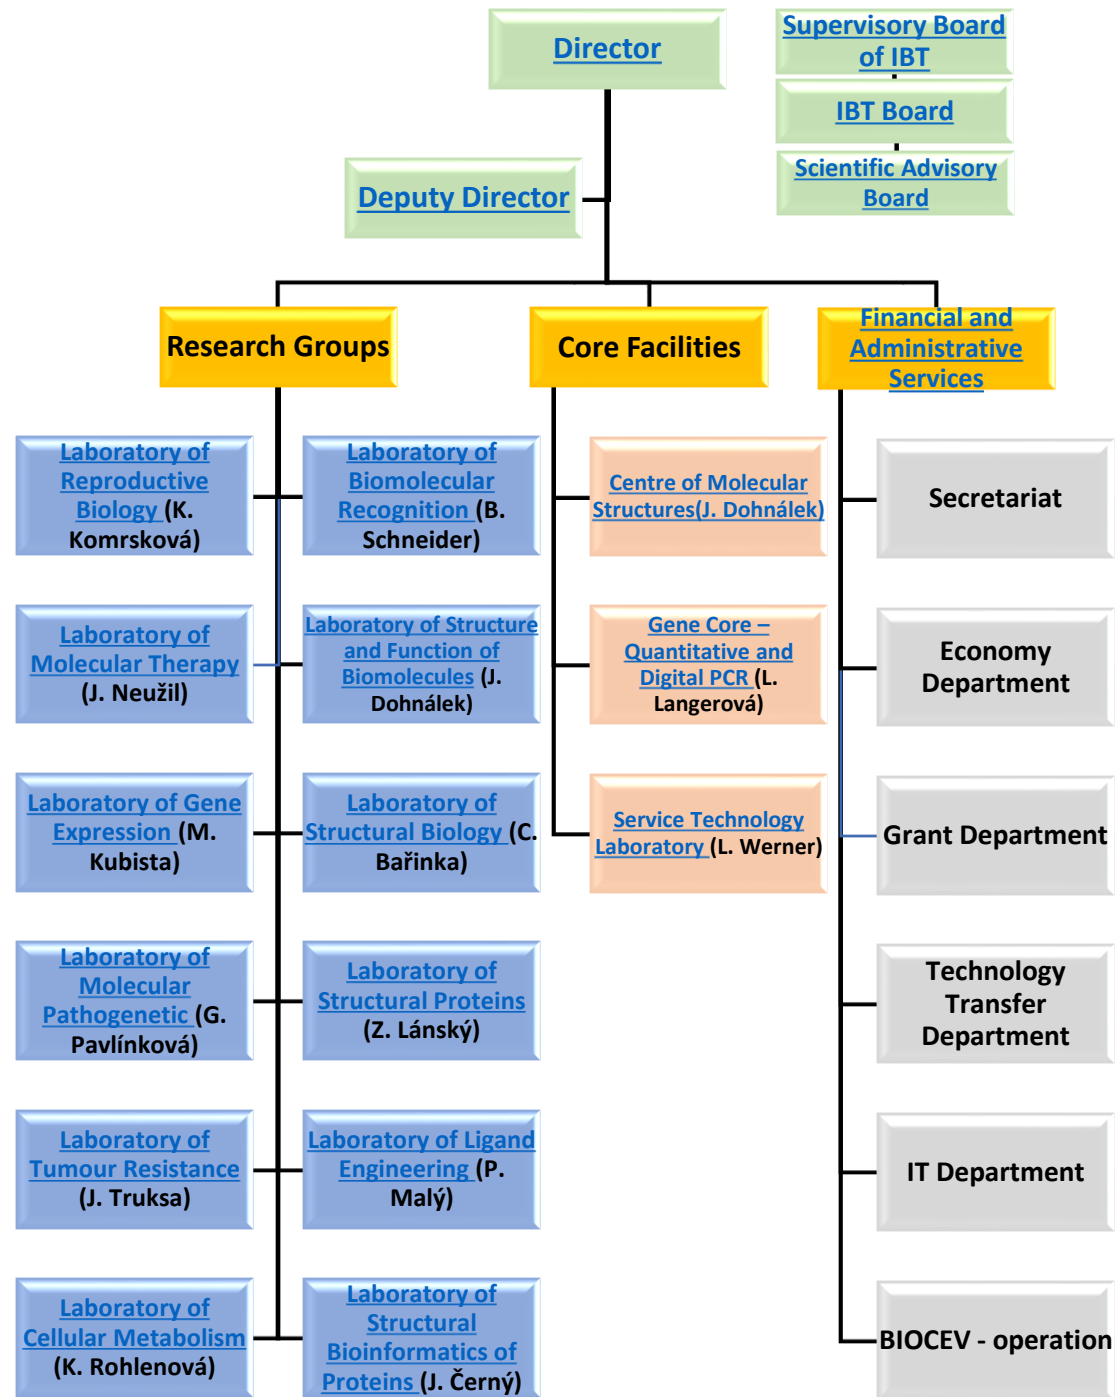 Director
Supervisory Board
of IBT
IBT Board
Scientific Advisory
Board
Deputy Director
Research Groups
Core Facilities
Financial and
Administrative
Services
Laboratory of
Reproductive
Biology (K.
Komrsková)
Laboratory of
Biomolecular
Recognition (B.
Schneider)
Centre of Molecular
Structures(J. Dohnálek)
Secretariat
Laboratory of
Molecular Therapy
(J. Neužil)
Laboratory of Structure
and Function of
Biomolecules (J.
Dohnálek)
Gene Core –
Quantitative and
Digital PCR (L.
Langerová)
Economy
Department
Laboratory of Gene
Expression (M.
Kubista)
Laboratory of
Structural Biology (C.
Bařinka)
Service Technology
Laboratory (L. Werner)
Grant Department
Laboratory of
Molecular
Pathogenetic (G.
Pavlínková)
Laboratory of
Structural Proteins
(Z. Lánský)
Technology
Transfer
Department
Laboratory of
Tumour Resistance
(J. Truksa)
Laboratory of Ligand
Engineering (P.
Malý)
IT Department
Laboratory of
Cellular Metabolism
(K. Rohlenová)
Laboratory of
Structural
Bioinformatics of
Proteins (J. Černý)
BIOCEV - operation